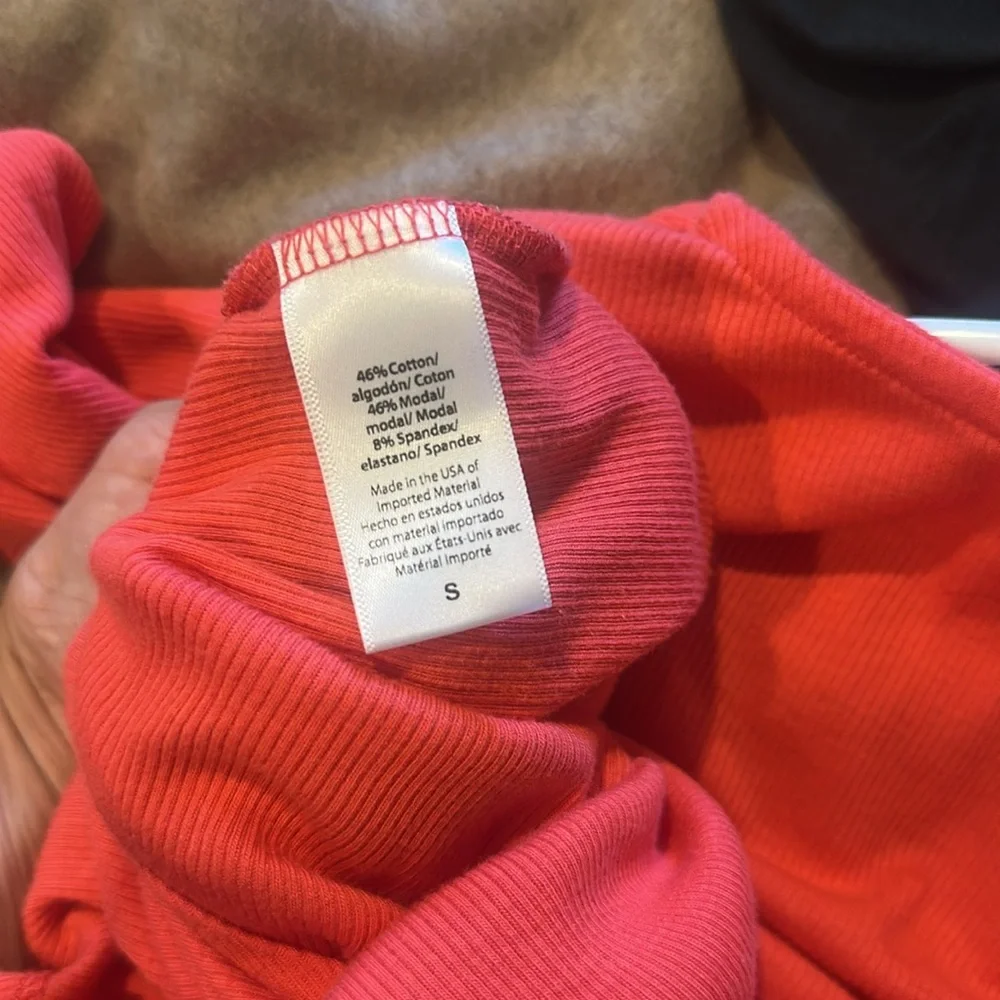 46% Cotton/
algodón/ Coton
46% Modal/
modal/ Modal
8% Spandex/
elastano/ Spandex
Made in the USA of
Imported Material
Hecho en estados unidos
con material importado
Fabriqué aux États-Unis avec
Matérial Importé
S